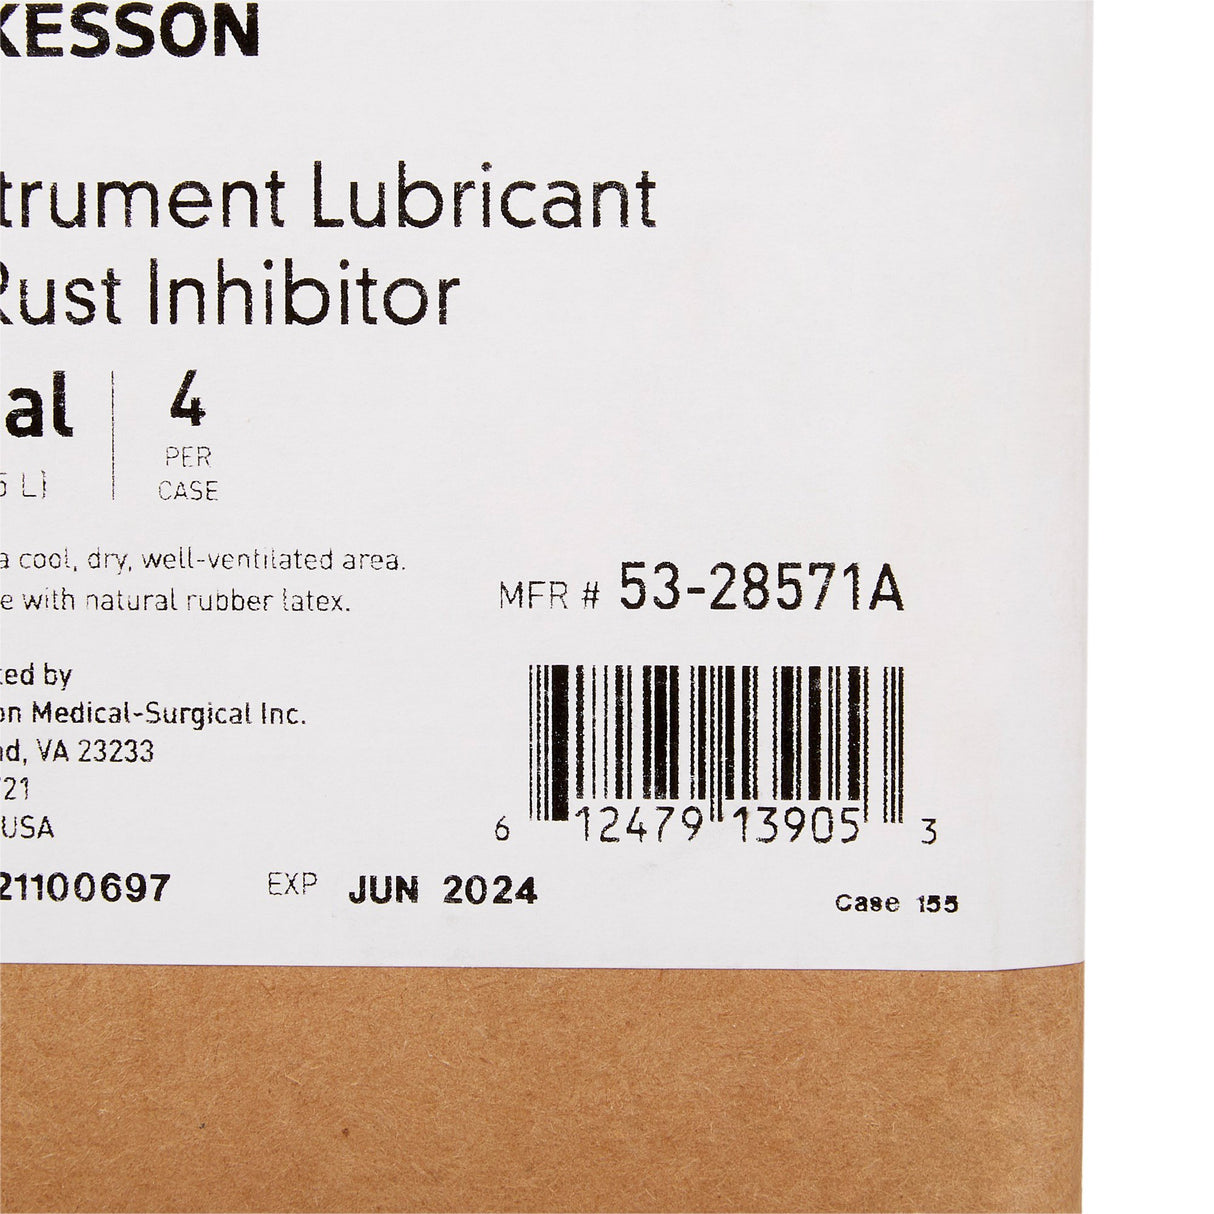 KESSON
trument Lubricant
Rust Inhibitor
al
4
PER
CASE
5 L)
a cool, dry, well-ventilated area.
e with natural rubber latex.
MFR # 53-28571A
ted by
on Medical-Surgical Inc.
nd, VA 23233
721
USA
6 12479 13905 3
21100697
EXP JUN 2024
Case 155